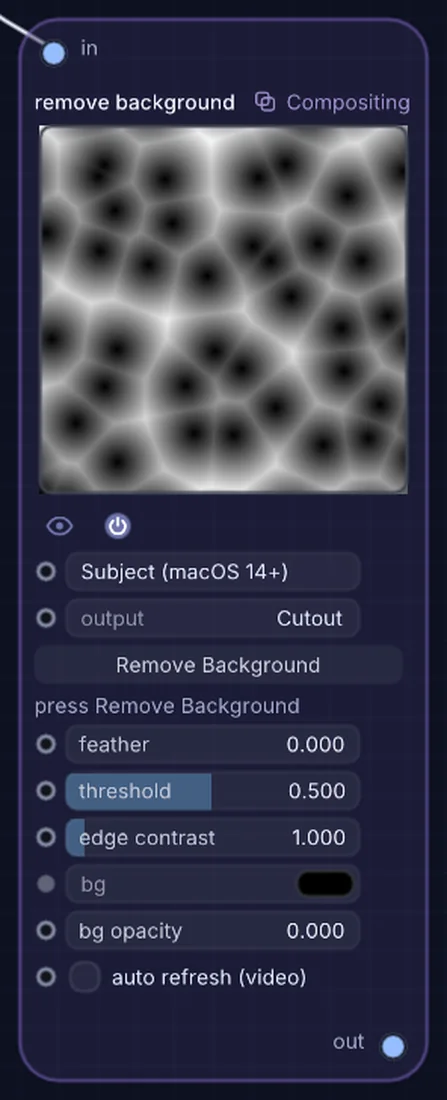 in
remove background Compositing
Subject (macOS 14+)
output Cutout
Remove Background
press Remove Background
feather 0.000
threshold 0.500
edge contrast 1.000
bg
bg opacity 0.000
auto refresh (video)
out